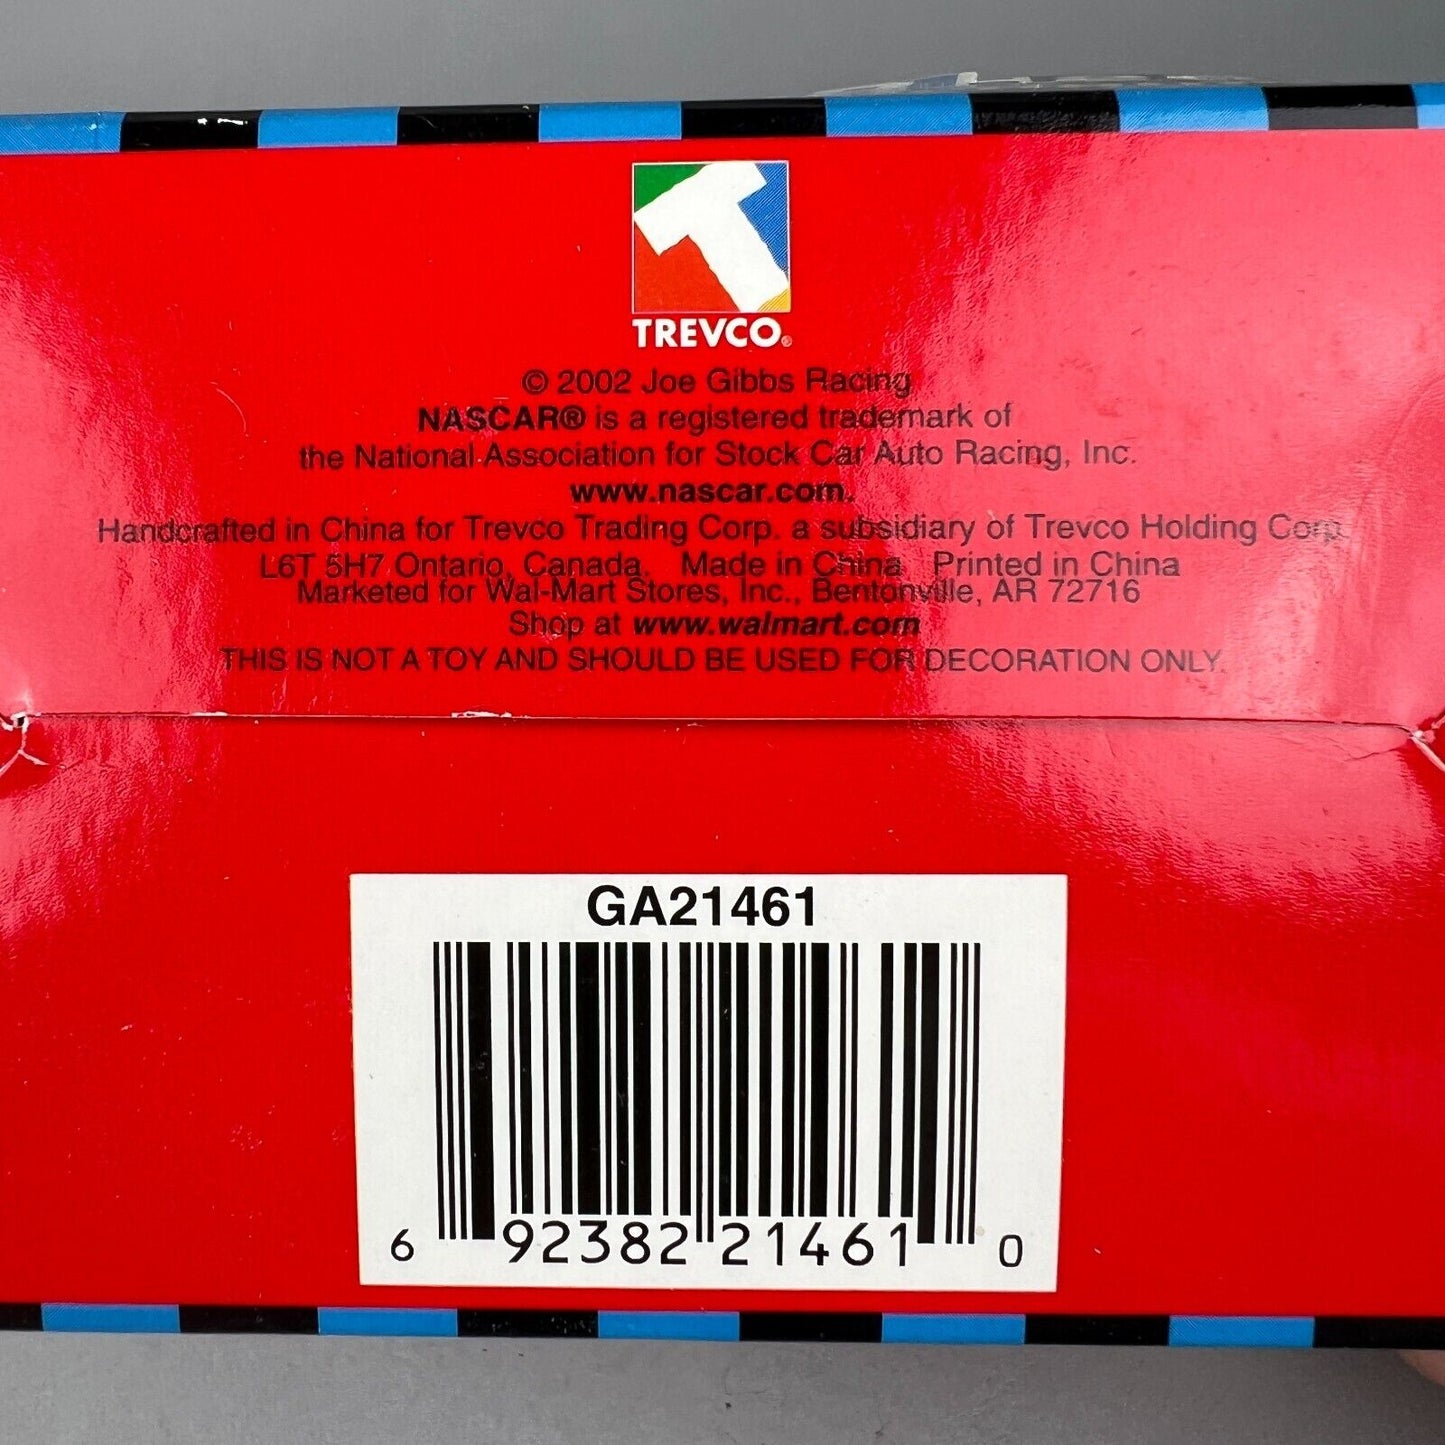 TREVCO®
© 2002 Joe Gibbs Racing
NASCAR® is a registered trademark of
the National Association for Stock Car Auto Racing, Inc.
www.nascar.com.
Handcrafted in China for Trevco Trading Corp. a subsidiary of Trevco Holding Corp.
L6T 5H7 Ontario, Canada. Made in China Printed in China
Marketed for Wal-Mart Stores, Inc., Bentonville, AR 72716
Shop at www.walmart.com
THIS IS NOT A TOY AND SHOULD BE USED FOR DECORATION ONLY.
GA21461
6 92382 21461 0